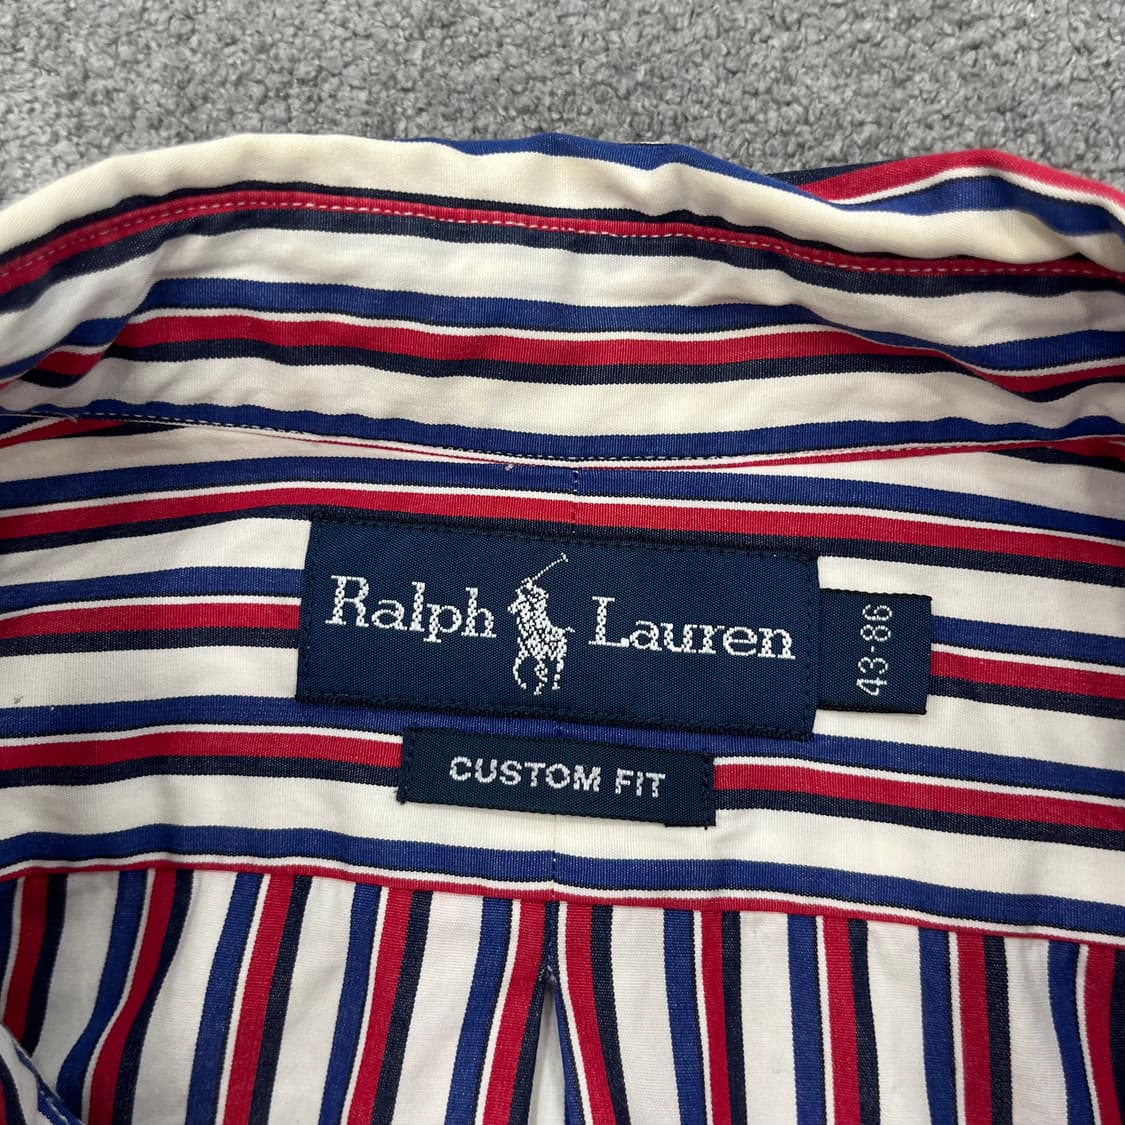 Ralph Lauren
43-86
CUSTOM FIT